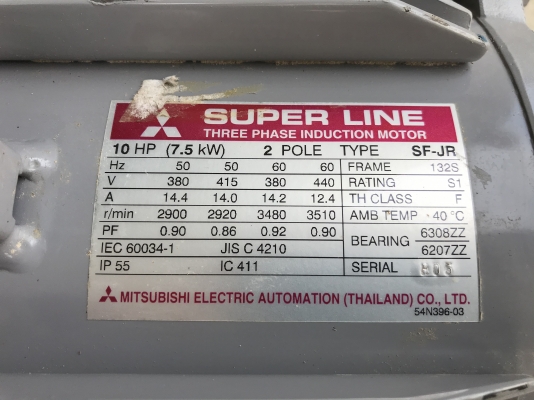 SUPER LINE
THREE PHASE INDUCTION MOTOR
10 HP (7.5 kW) 2 POLE TYPE SF-JR
Hz 50 50 60 60 FRAME 132S
V 380 415 380 440 RATING S1
A 14.4 14.0 14.2 12.4 TH CLASS F
r/min 2900 2920 3480 3510 AMB TEMP -40 °C
PF 0.90 0.86 0.92 0.90 BEARING 6308ZZ
IEC 60034-1 JIS C 4210 6207ZZ
IP 55 IC 411 SERIAL
MITSUBISHI ELECTRIC AUTOMATION (THAILAND) CO., LTD.
54N396-03